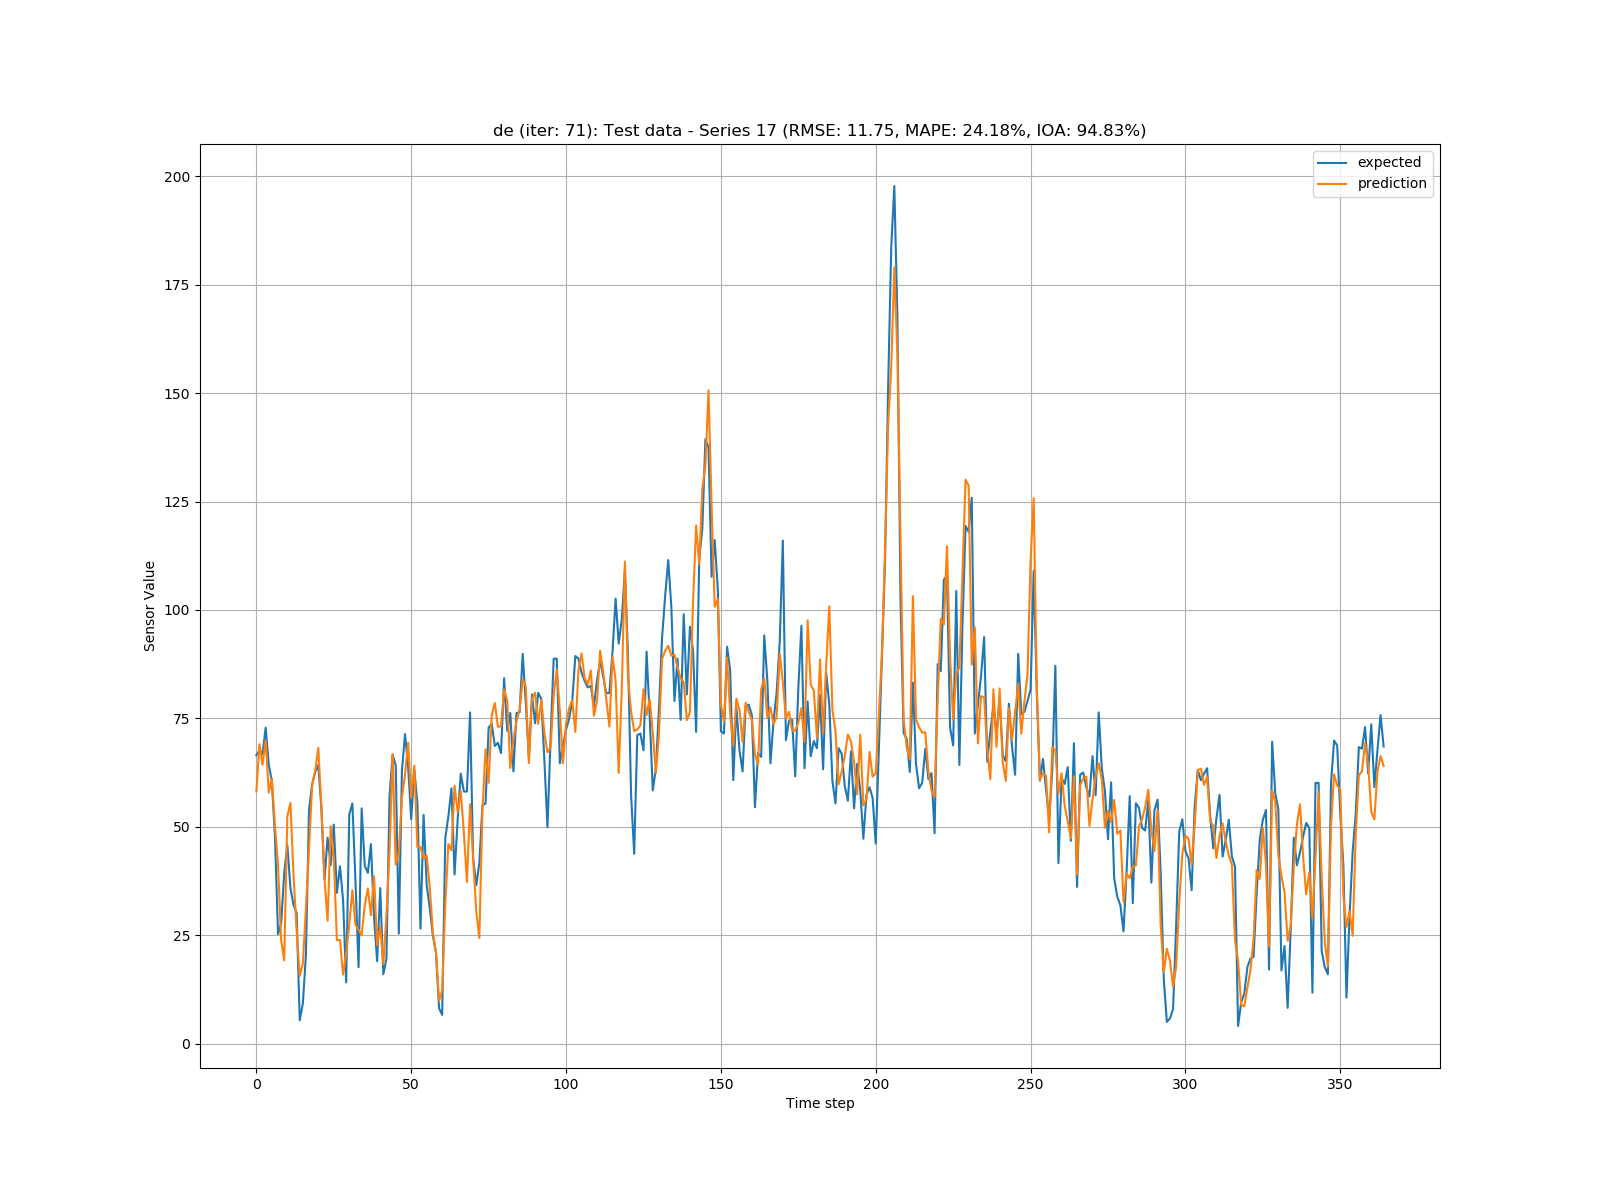 de (iter: 71): Test data - Series 17 (RMSE: 11.75, MAPE: 24.18%, IOA: 94.83%)
expected
prediction
200
175
150
125
100
75
50
25
0
Sensor Value
0 50 100 150 200 250 300 350
Time step